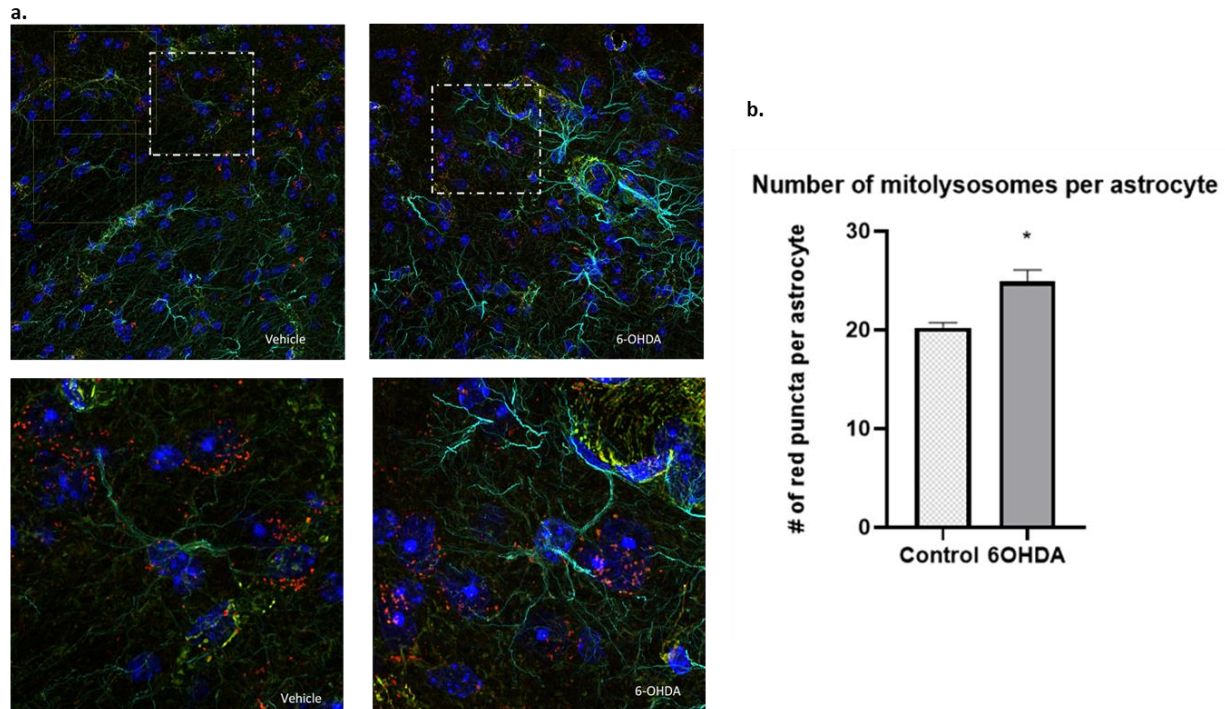 a.
Vehicle
6-OHDA
Vehicle
6-OHDA
b.
Number of mitolysosomes per astrocyte
# of red puncta per astrocyte
30
*
20
10
0
Control 6OHDA